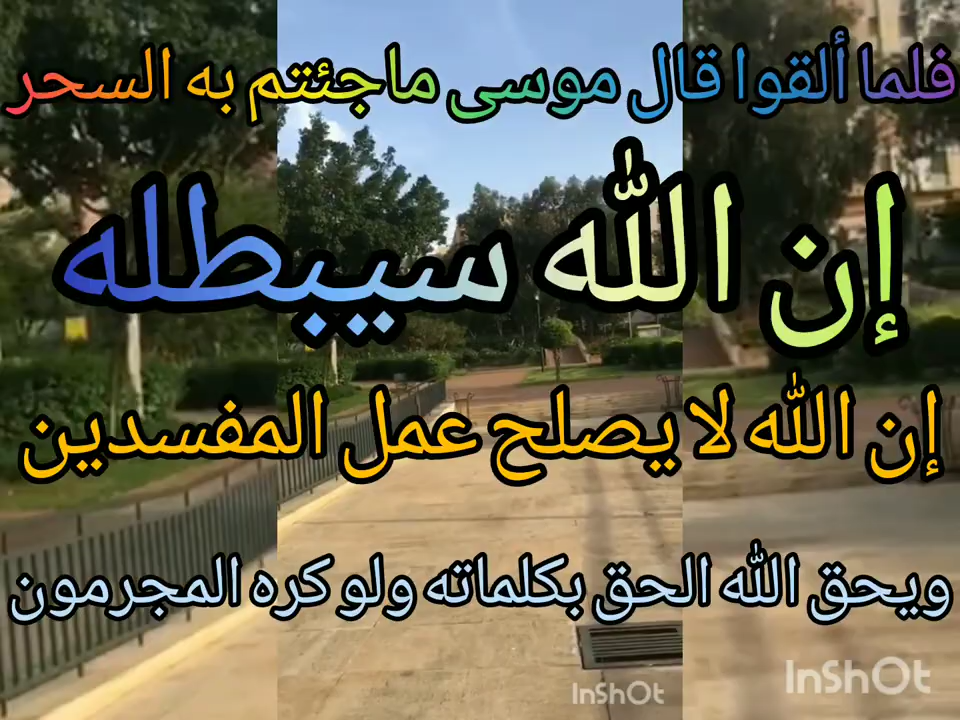 فلما ألقوا قال موسى ماجئتم به السحر
إن الله سيبطله
إن الله لا يصلح عمل المفسدين
ويحق الله الحق بكلماته ولو كره المجرمون
InShOt
InShOt